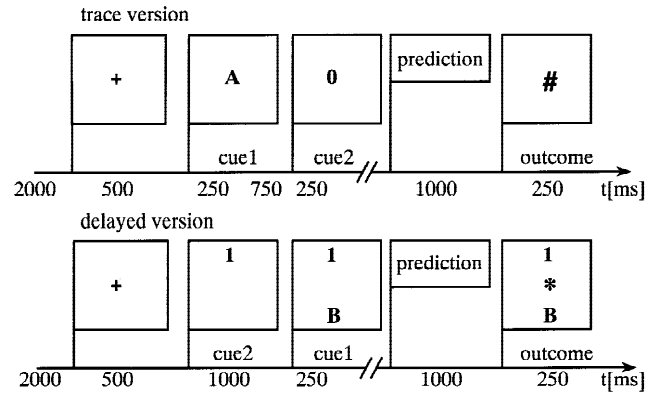 trace version
+ A 0 prediction #
cue1 cue2 outcome
2000 500 250 750 250 1000 250 t[ms]
delayed version
1 1 1
+ prediction *
B B
cue2 cue1 outcome
2000 500 1000 250 1000 250 t[ms]